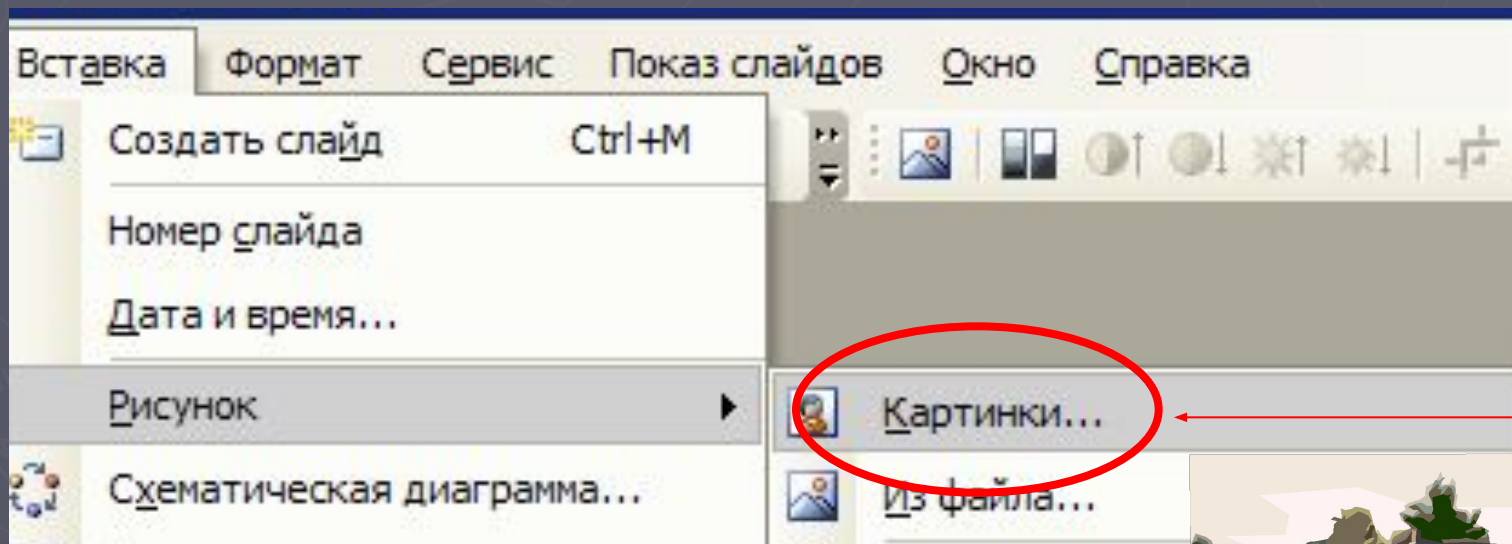 Вставка Формат Сервис Показ слайдов Окно Справка
Создать слайд Ctrl+M
Номер слайда
Дата и время...
Рисунок Картинки...
Схематическая диаграмма... Из файла...